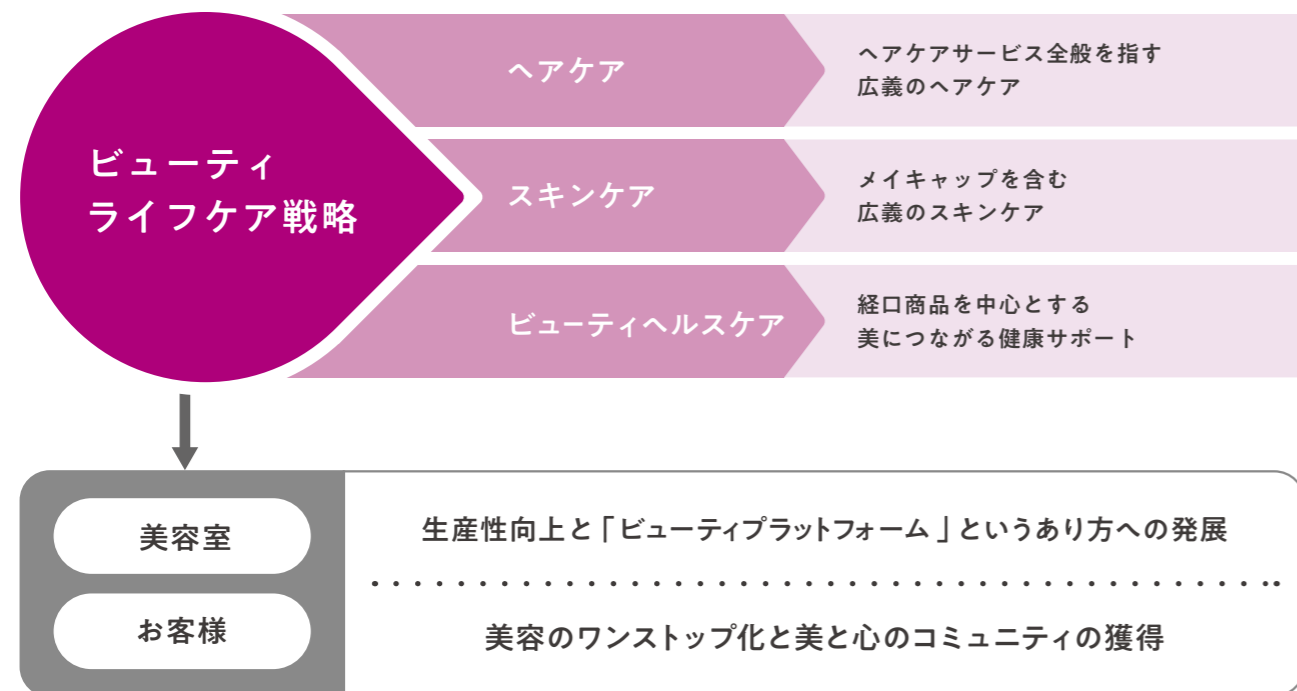 ビューティ
ライフケア戦略
ヘアケア
ヘアケアサービス全般を指す
広義のヘアケア
スキンケア
メイキャップを含む
広義のスキンケア
ビューティヘルスケア
経口商品を中心とする
美につながる健康サポート
美容室
生産性向上と「ビューティプラットフォーム」というあり方への発展
お客様
美容のワンストップ化と美と心のコミュニティの獲得